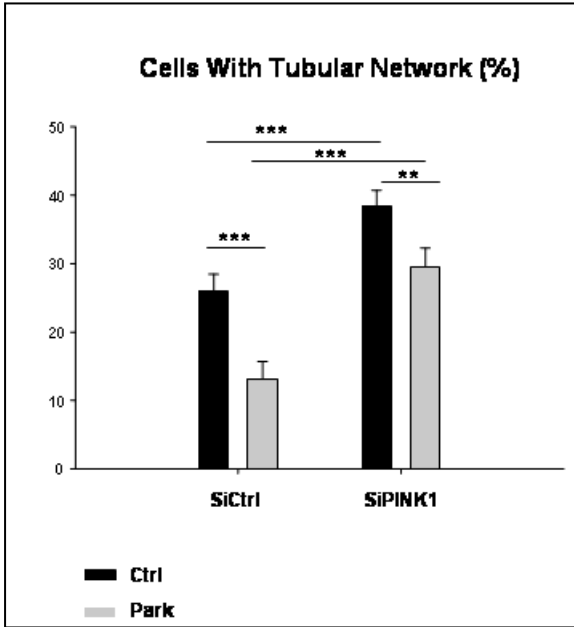 Cells With Tubular Network (%)
50
***
***
40
**
***
30
20
10
0
SiCtrl SiPINK1
Ctrl
Park